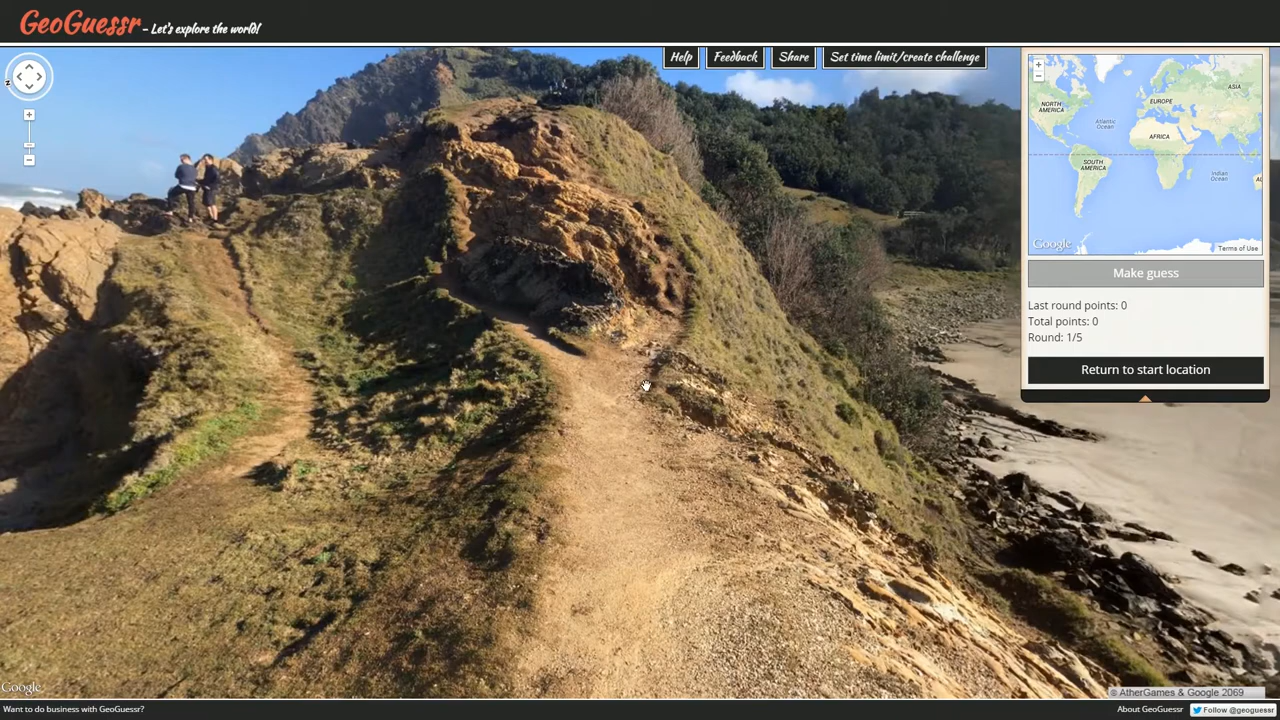 GeoGuessr - Let's explore the world!
Help
Feedback
Share
Set time limit/create challenge
NORTH AMERICA
EUROPE
ASIA
Atlantic Ocean
AFRICA
SOUTH AMERICA
Indian Ocean
AU
Google
Terms of Use
Make guess
Last round points: 0
Total points: 0
Round: 1/5
Return to start location
Google
© AtherGames & Google 2069
Want to do business with GeoGuessr?
About GeoGuessr
Follow @geoguessr